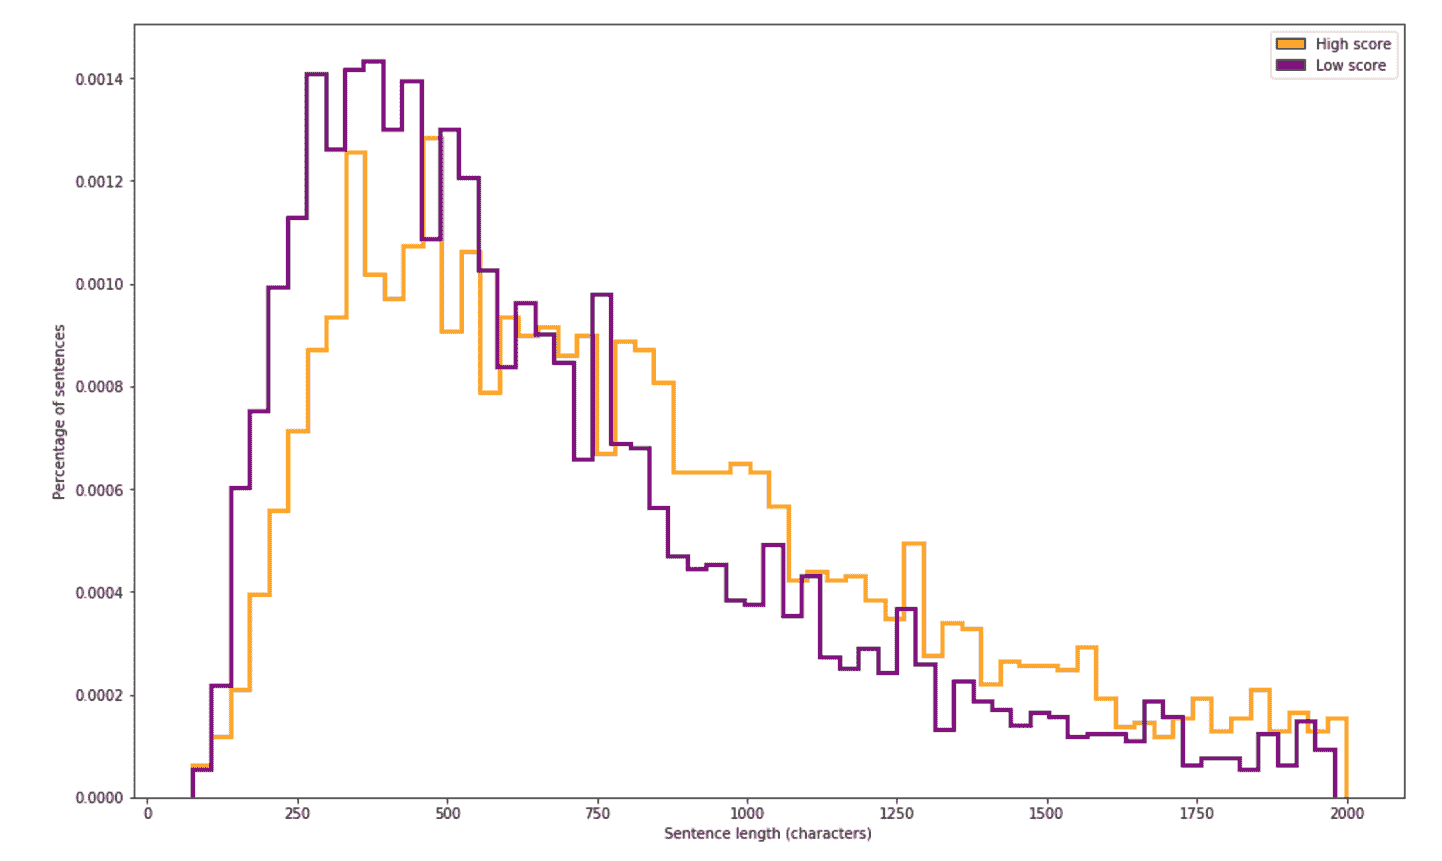 High score
Low score
0.0014
0.0012
0.0010
0.0008
0.0006
0.0004
0.0002
0.0000
Percentage of sentences
0 250 500 750 1000 1250 1500 1750 2000
Sentence length (characters)